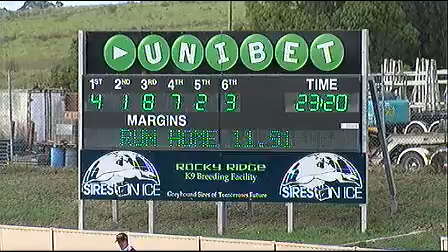 UNIBET
1ST 2ND 3RD 4TH 5TH 6TH TIME
4 1 8 7 2 3 23:20
MARGINS
RUN HOME 11.91
SIRES ON ICE
ROCKY RIDGE
K9 Breeding Facility
Greyhound Sires of Tomorrows Future
SIRES ON ICE